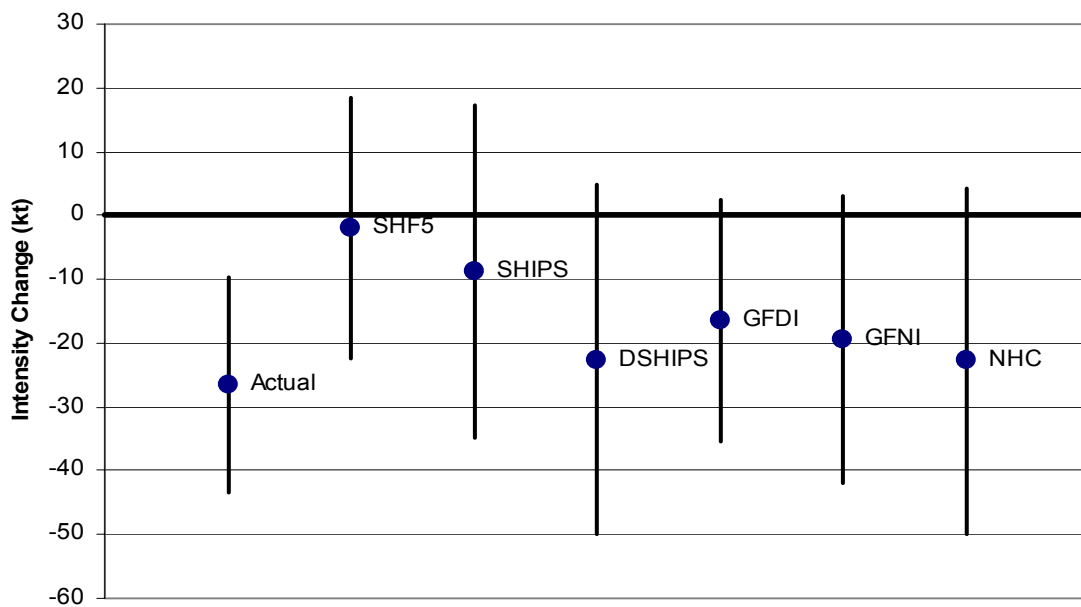 30
20
10
0
-10
-20
-30
-40
-50
-60
Intensity Change (kt)
Actual
SHF5
SHIPS
DSHIPS
GFDI
GFNI
NHC